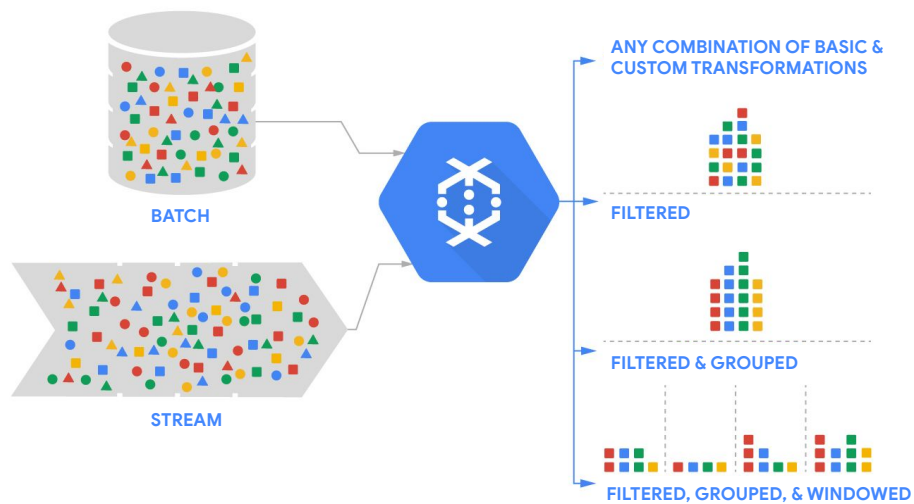 ANY COMBINATION OF BASIC &
CUSTOM TRANSFORMATIONS
BATCH
FILTERED
STREAM
FILTERED & GROUPED
FILTERED, GROUPED, & WINDOWED